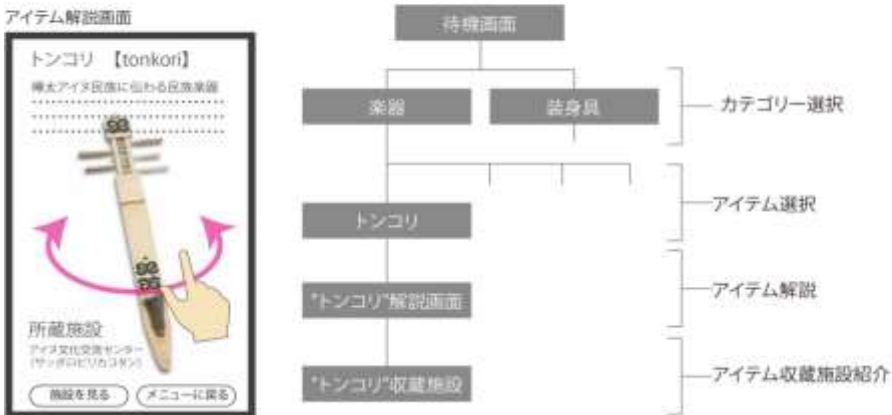 アイテム解説画面
トンコリ 【tonkori】
樺太アイヌ民族に伝わる民族楽器
所蔵施設
アイヌ文化交流センター
(サッポロピリカコタン)
施設を見る
メニューに戻る
待機画面
楽器
装身具
カテゴリー選択
トンコリ
アイテム選択
"トンコリ"解説画面
アイテム解説
"トンコリ"収蔵施設
アイテム収蔵施設紹介